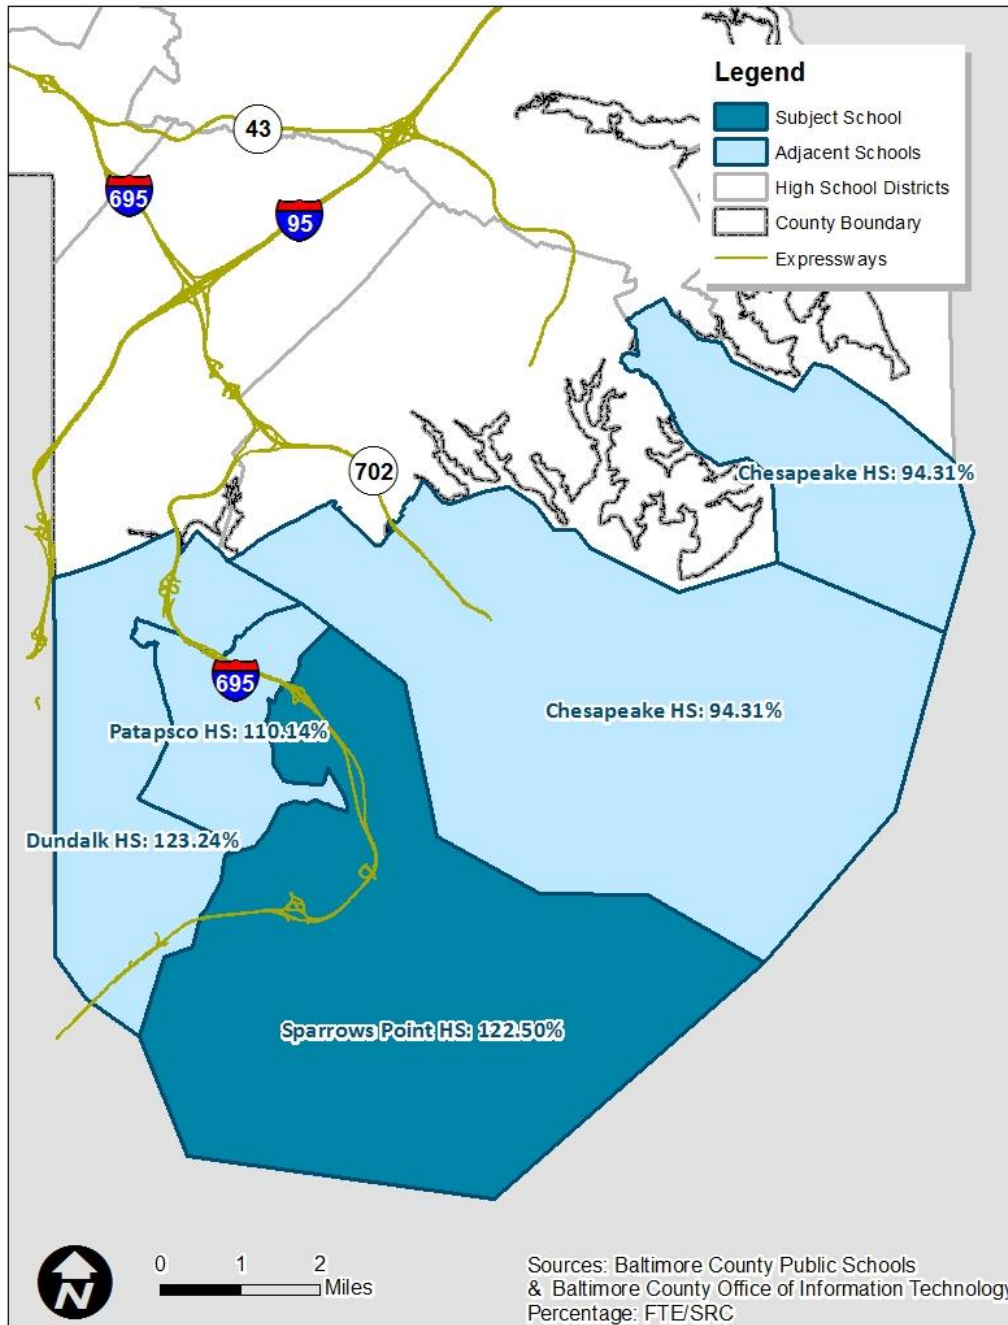 Legend
Subject School
Adjacent Schools
High School Districts
County Boundary
Expressways
43
695
95
702
Chesapeake HS: 94.31%
695
Chesapeake HS: 94.31%
Patapsco HS: 110.14%
Dundalk HS: 123.24%
Sparrows Point HS: 122.50%
N
0 1 2
Miles
Sources: Baltimore County Public Schools
& Baltimore County Office of Information Technology
Percentage: FTE/SRC